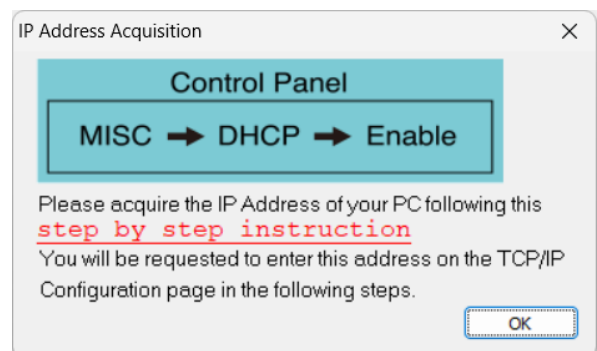 IP Address Acquisition
Control Panel
MISC ➔ DHCP ➔ Enable
Please acquire the IP Address of your PC following this
step by step instruction
You will be requested to enter this address on the TCP/IP
Configuration page in the following steps.
OK